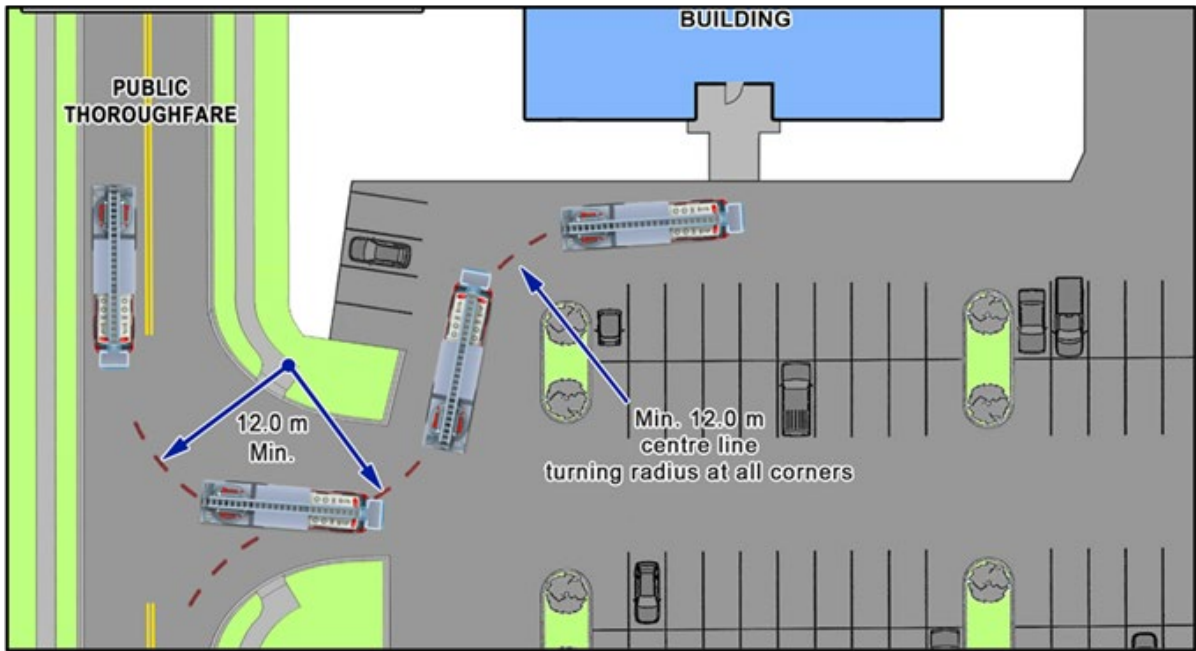 BUILDING
PUBLIC
THOROUGHFARE
12.0 m
Min.
Min. 12.0 m
centre line
turning radius at all corners